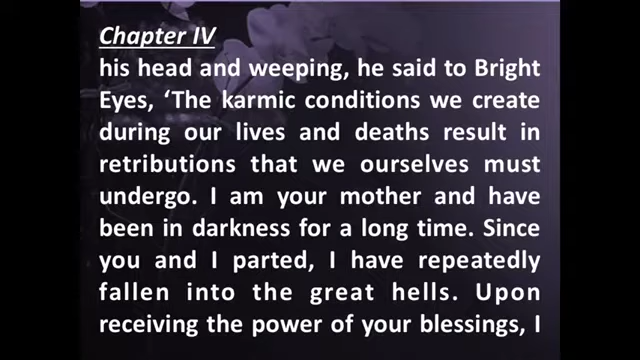 Chapter IV
his head and weeping, he said to Bright
Eyes, ‘The karmic conditions we create
during our lives and deaths result in
retributions that we ourselves must
undergo. I am your mother and have
been in darkness for a long time. Since
you and I parted, I have repeatedly
fallen into the great hells. Upon
receiving the power of your blessings, I